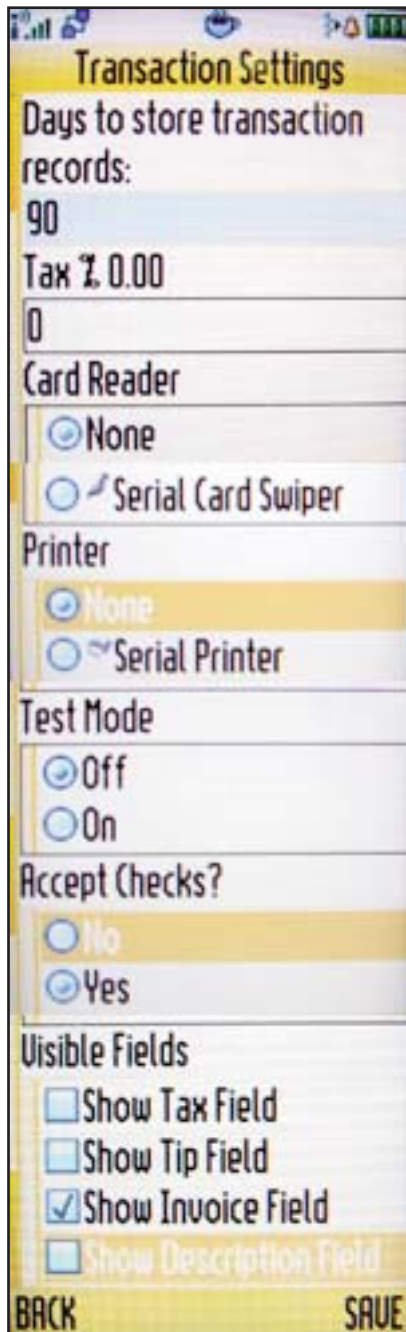 Transaction Settings
Days to store transaction
records:
90
Tax % 0.00
0
Card Reader
None
Serial Card Swiper
Printer
None
Serial Printer
Test Mode
Off
On
Accept Checks?
No
Yes
Visible Fields
Show Tax Field
Show Tip Field
Show Invoice Field
Show Description Field
BACK SAVE